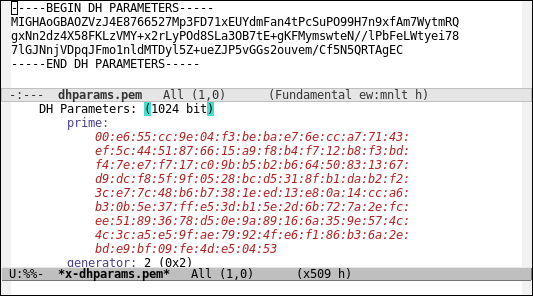 -----BEGIN DH PARAMETERS-----
MIGHAoGBAOZVzJ4E8766527Mp3FD71xEUYdmFan4tPcSuPO99H7n9xfAm7WytmRQ
gxNn2dz4X58FKLzVMY+x2rLyPOd8SLa3OB7tE+gKFMymswteN//lPbFeLWtyei78
7lGJNnjVDpqJFmo1nldMTDyl5Z+ueZJP5vGGs2ouvem/Cf5N5QRTAgEC
-----END DH PARAMETERS-----
-:--- dhparams.pem All (1,0) (Fundamental ew:mnlt h)
DH Parameters: (1024 bit)
prime:
00:e6:55:cc:9e:04:f3:be:ba:e7:6e:cc:a7:71:43:
ef:5c:44:51:87:66:15:a9:f8:b4:f7:12:b8:f3:bd:
f4:7e:e7:f7:17:c0:9b:b5:b2:b6:64:50:83:13:67:
d9:dc:f8:5f:9f:05:28:bc:d5:31:8f:b1:da:b2:f2:
3c:e7:7c:48:b6:b7:38:1e:ed:13:e8:0a:14:cc:a6:
b3:0b:5e:37:ff:e5:3d:b1:5e:2d:6b:72:7a:2e:fc:
ee:51:89:36:78:d5:0e:9a:89:16:6a:35:9e:57:4c:
4c:3c:a5:e5:9f:ae:79:92:4f:e6:f1:86:b3:6a:2e:
bd:e9:bf:09:fe:4d:e5:04:53
generator: 2 (0x2)
U:%%- *x-dhparams.pem* All (1,0) (x509 h)